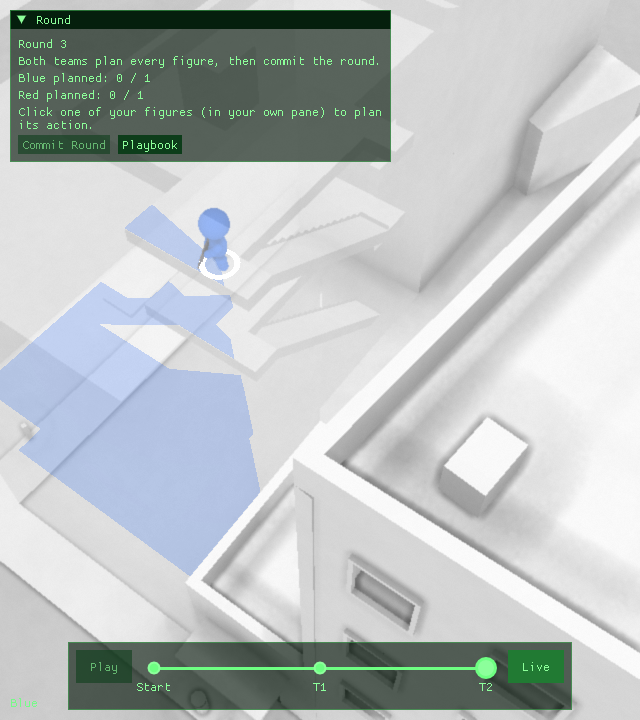 Round
Round 3
Both teams plan every figure, then commit the round.
Blue planned: 0 / 1
Red planned: 0 / 1
Click one of your figures (in your own pane) to plan
its action.
Commit Round Playbook
Play Live
Start T1 T2